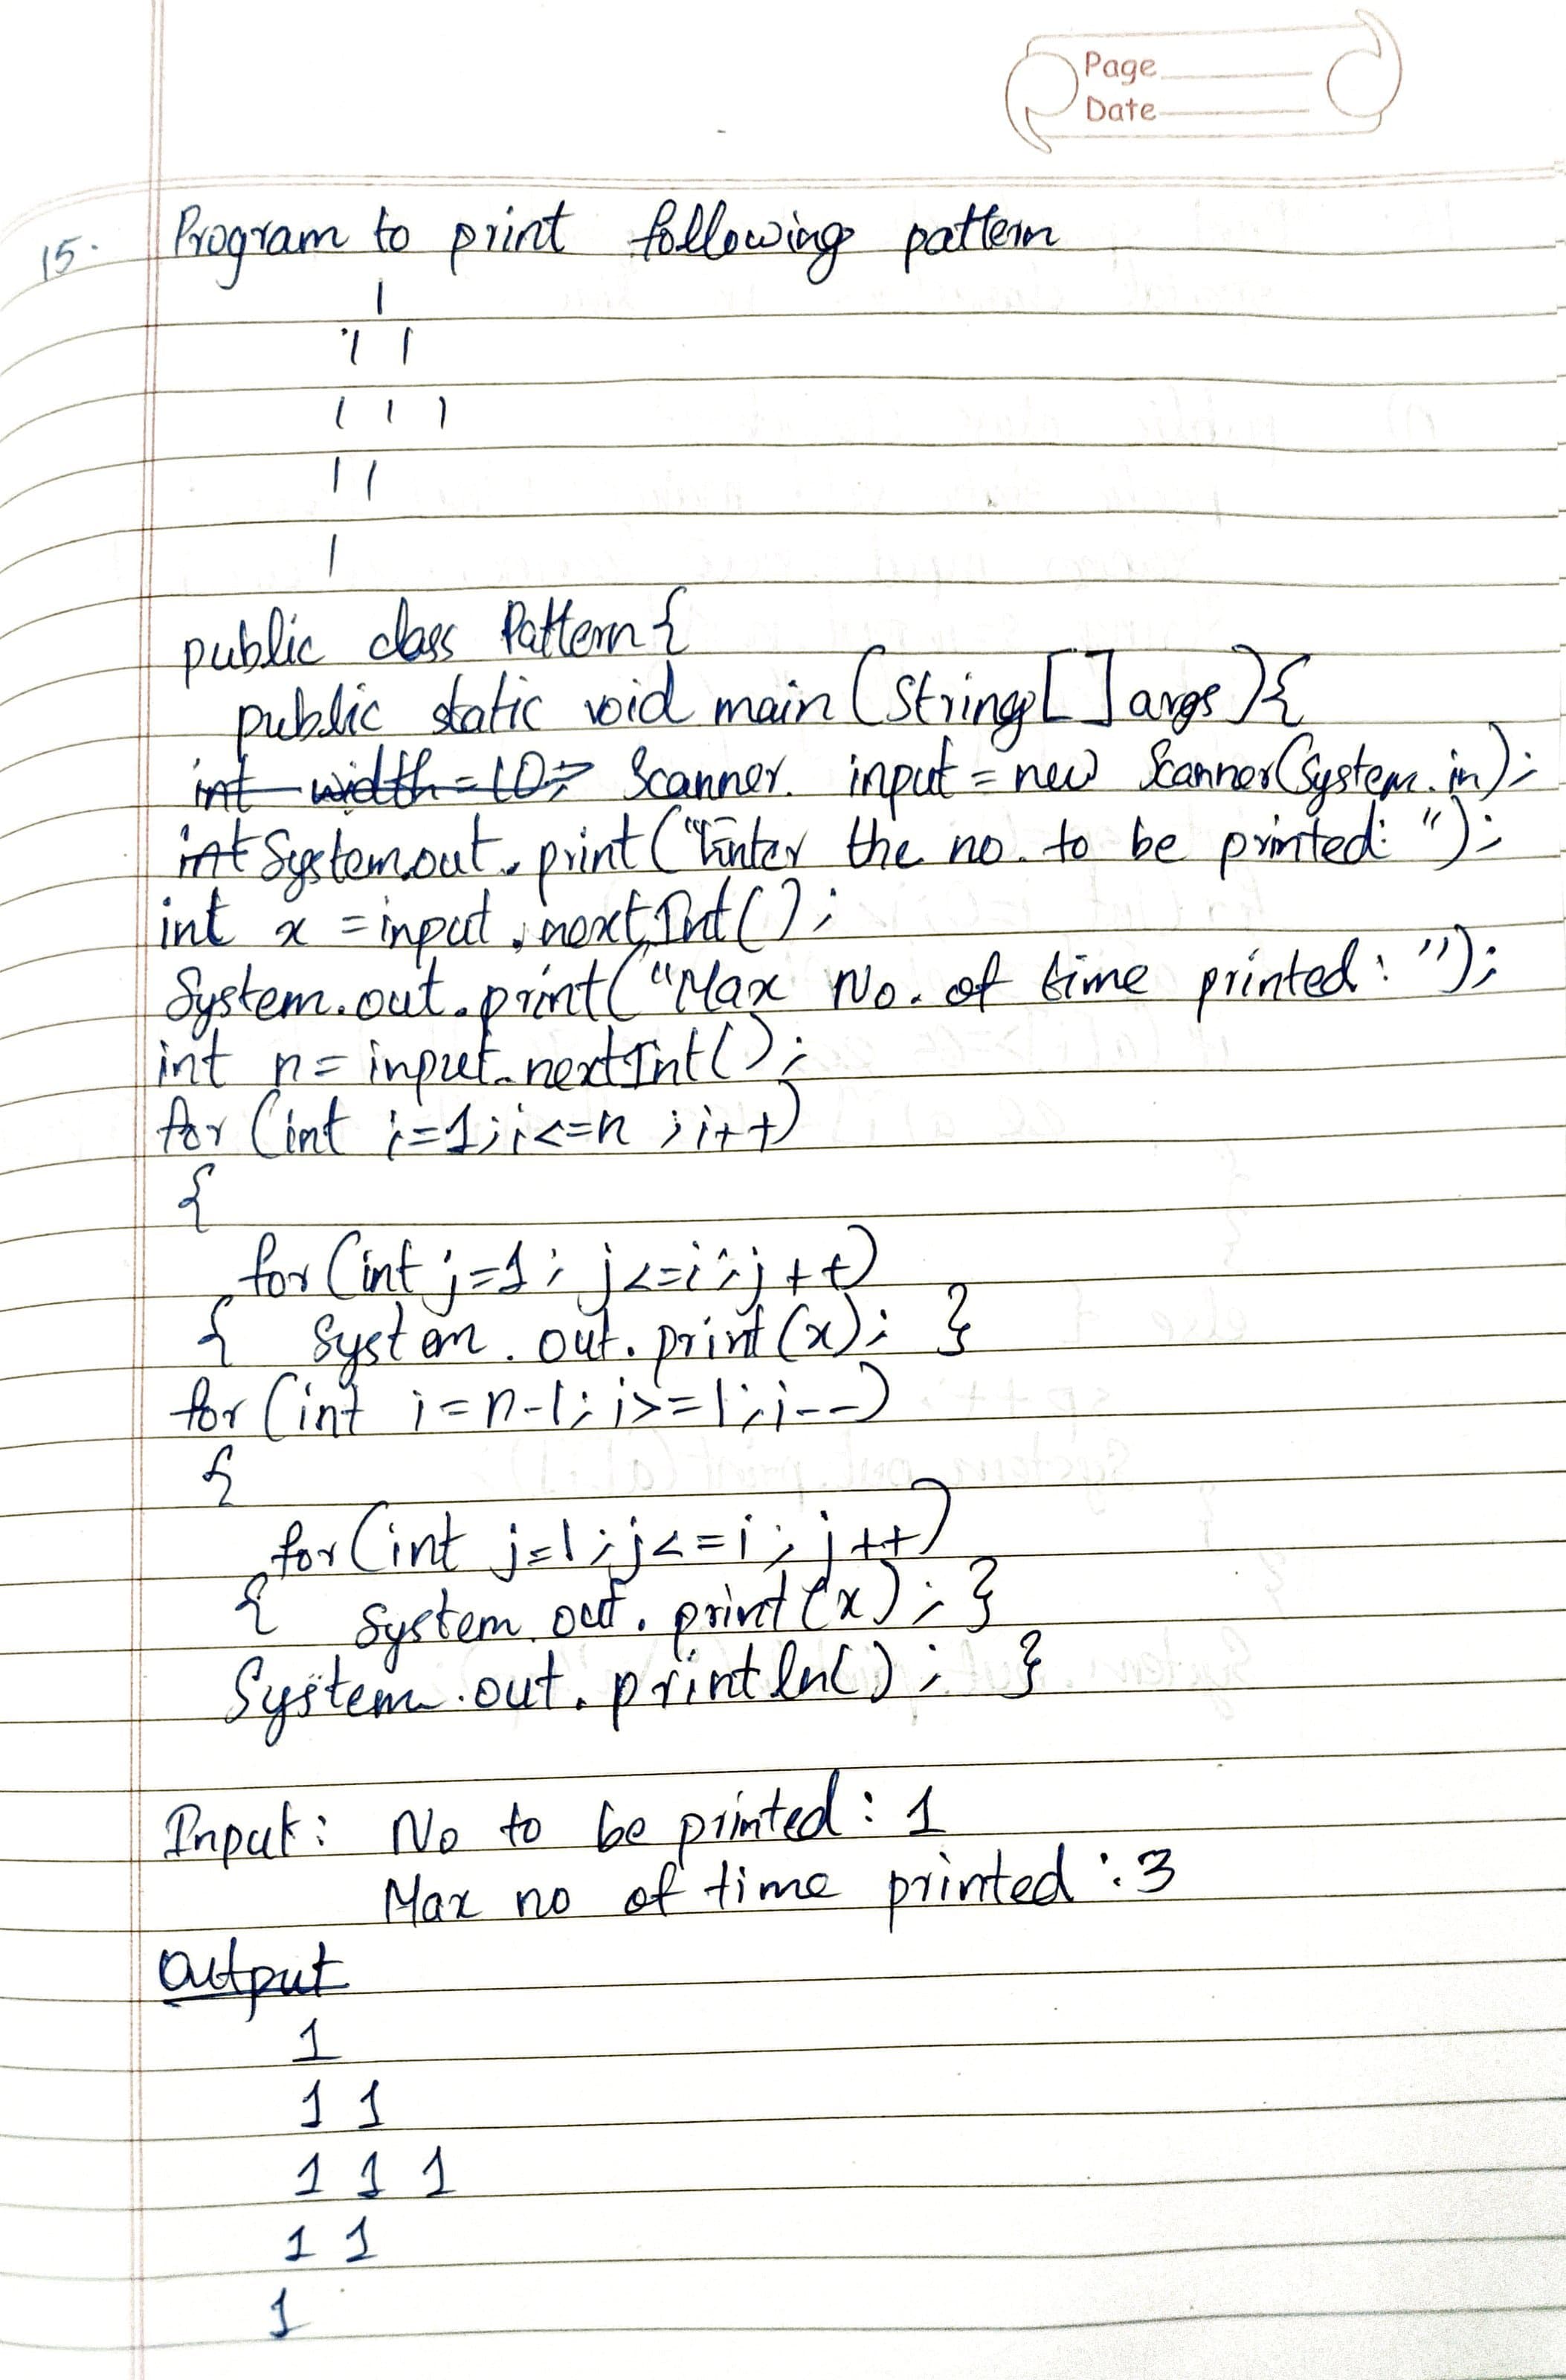 Page
Date
15. Program to print following pattern
1
1 1
1 1 1
1 1
1
public class Pattern {
public static void main (String [] args) {
int width = 10; Scanner. input = new Scanner(System.in);
int System.out. print ("Enter the no. to be printed: ");
int x = input.nextInt();
System.out.print("Max No. of time printed: ");
int n = input.nextInt();
for (int i=1; i<=n ; i++)
{
for (int j=1; j<=i; j++)
{ System.out.print(x); }
for (int i=n-1; i>=1; i--)
{
for (int j=1; j<=i; j++)
{ System.out.print(x); }
System.out.println(); }
Input: No to be printed: 1
Max no of time printed: 3
Output
1
1 1
1 1 1
1 1
1